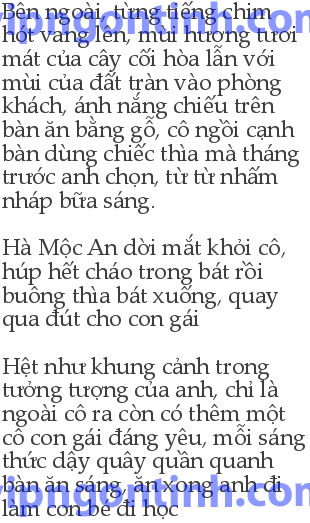 Bên ngoài, từng tiếng chim
hót vang lên, mùi hương tươi
mát của cây cối hòa lẫn với
mùi của đất tràn vào phòng
khách, ánh nắng chiếu trên
bàn ăn bằng gỗ, cô ngồi cạnh
bàn dùng chiếc thìa mà tháng
trước anh chọn, từ từ nhấm
nháp bữa sáng.
Hà Mộc An dời mắt khỏi cô,
húp hết cháo trong bát rồi
buông thìa bát xuống, quay
qua đút cho con gái
Hệt như khung cảnh trong
tưởng tượng của anh, chỉ là
ngoài cô ra còn có thêm một
cô con gái đáng yêu, mỗi sáng
thức dậy quây quần quanh
bàn ăn sáng, ăn xong anh đi
làm con bé đi học